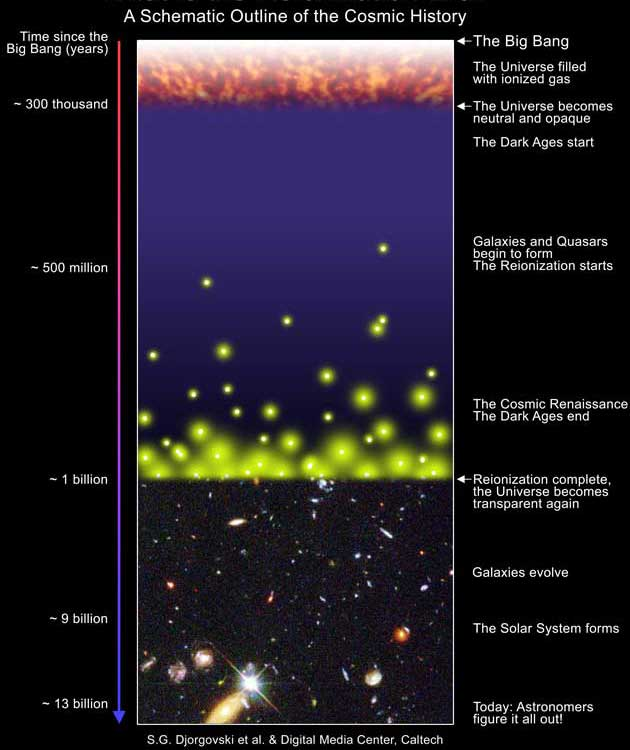 A Schematic Outline of the Cosmic History
Time since the
Big Bang (years)
The Big Bang
The Universe filled
with ionized gas
~ 300 thousand
The Universe becomes
neutral and opaque
The Dark Ages start
Galaxies and Quasars
begin to form
The Reionization starts
~ 500 million
The Cosmic Renaissance
The Dark Ages end
~ 1 billion
Reionization complete,
the Universe becomes
transparent again
Galaxies evolve
~ 9 billion
The Solar System forms
~ 13 billion
Today: Astronomers
figure it all out!
S.G. Djorgovski et al. & Digital Media Center, Caltech